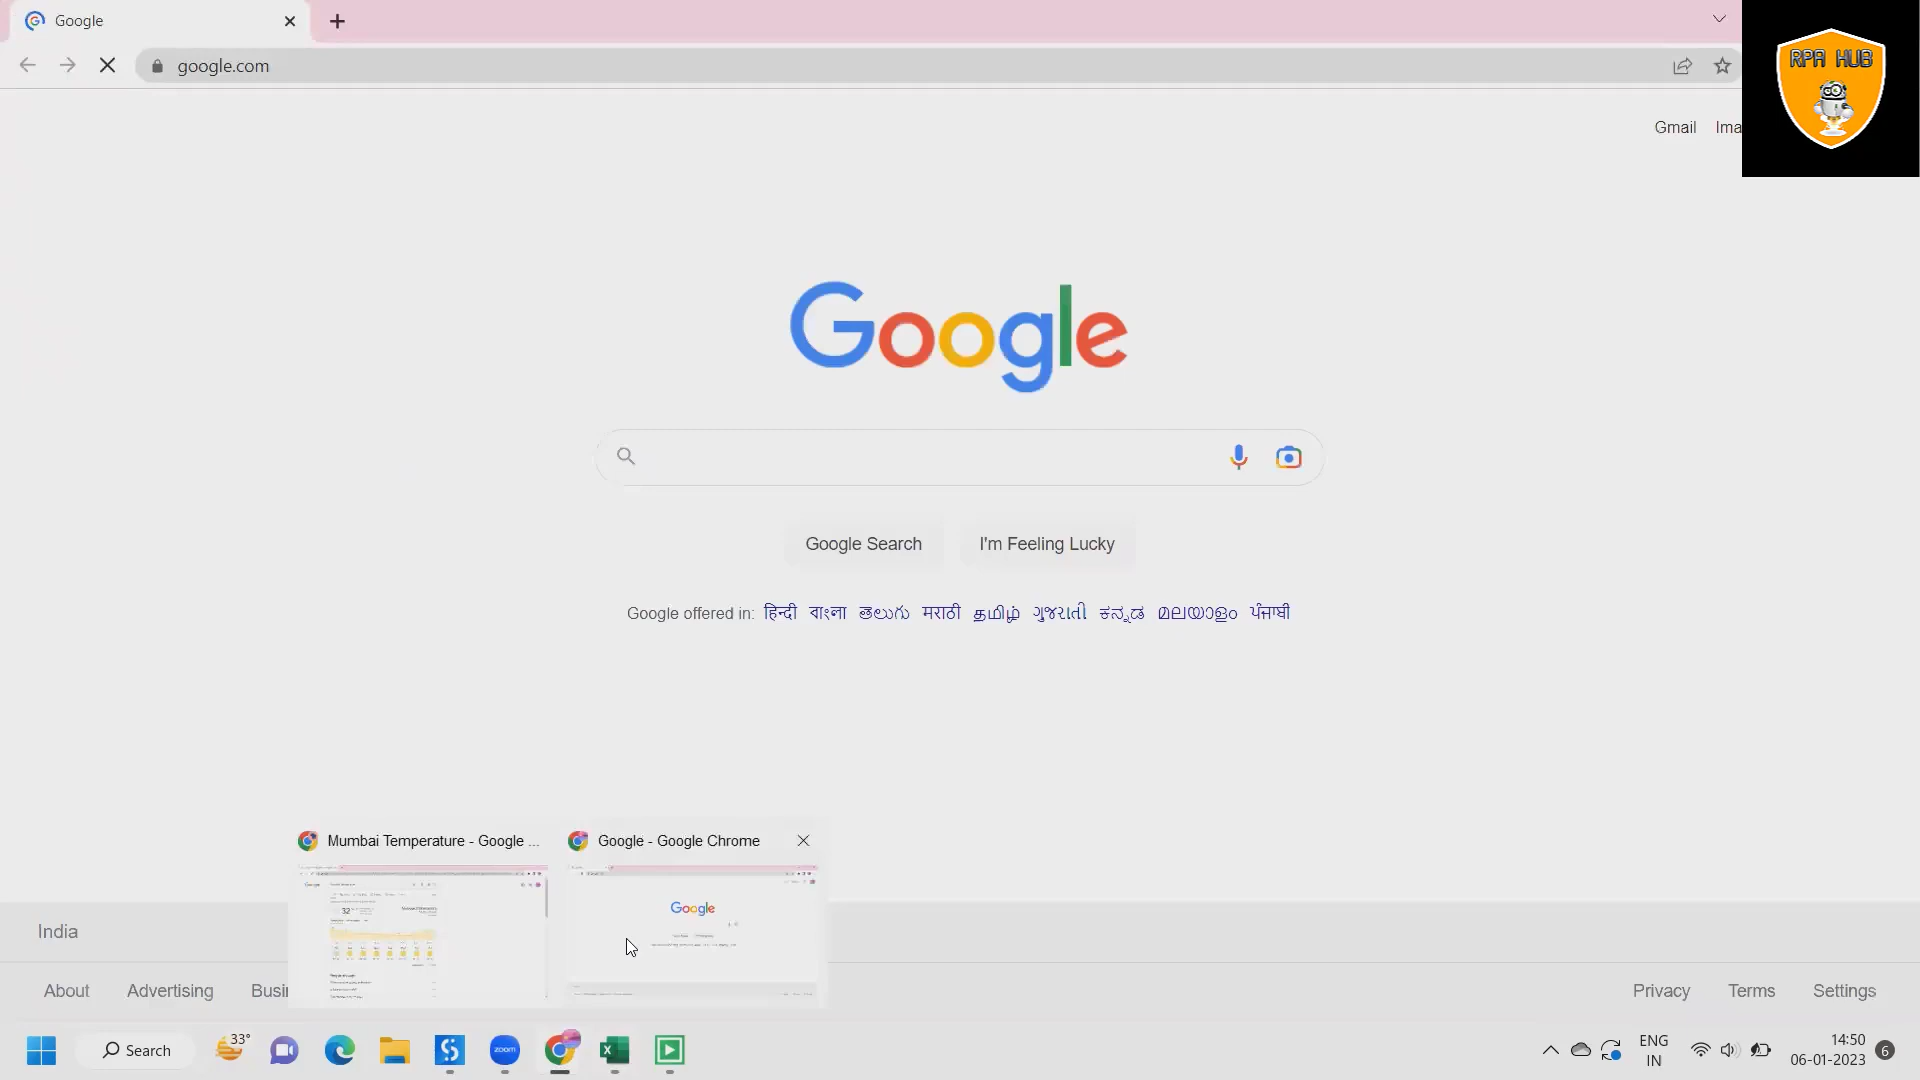 Google
google.com
RPA HUB
Gmail Ima
Google
Google Search I'm Feeling Lucky
Google offered in: हिन्दी বাংলা తెలుగు मराठी தமிழ் ગુજરાતી ಕನ್ನಡ മലയാളം ਪੰਜਾਬੀ
Mumbai Temperature - Google ... Google - Google Chrome
Google
32
India
About Advertising Busi
Privacy Terms Settings
Search 33° zoom
ENG
IN
14:50
06-01-2023 6